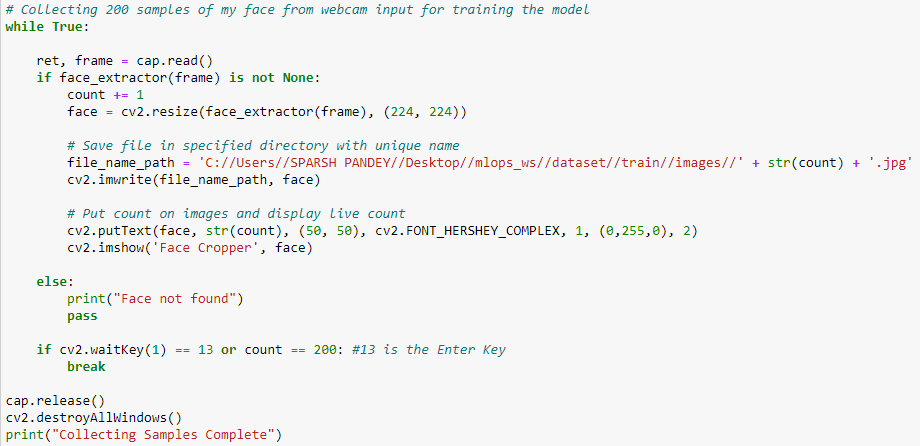 # Collecting 200 samples of my face from webcam input for training the model
while True:
ret, frame = cap.read()
if face_extractor(frame) is not None:
count += 1
face = cv2.resize(face_extractor(frame), (224, 224))
# Save file in specified directory with unique name
file_name_path = 'C://Users//SPARSH PANDEY//Desktop//mlops_ws//dataset//train//images//' + str(count) + '.jpg'
cv2.imwrite(file_name_path, face)
# Put count on images and display live count
cv2.putText(face, str(count), (50, 50), cv2.FONT_HERSHEY_COMPLEX, 1, (0,255,0), 2)
cv2.imshow('Face Cropper', face)
else:
print("Face not found")
pass
if cv2.waitKey(1) == 13 or count == 200: #13 is the Enter Key
break
cap.release()
cv2.destroyAllWindows()
print("Collecting Samples Complete")